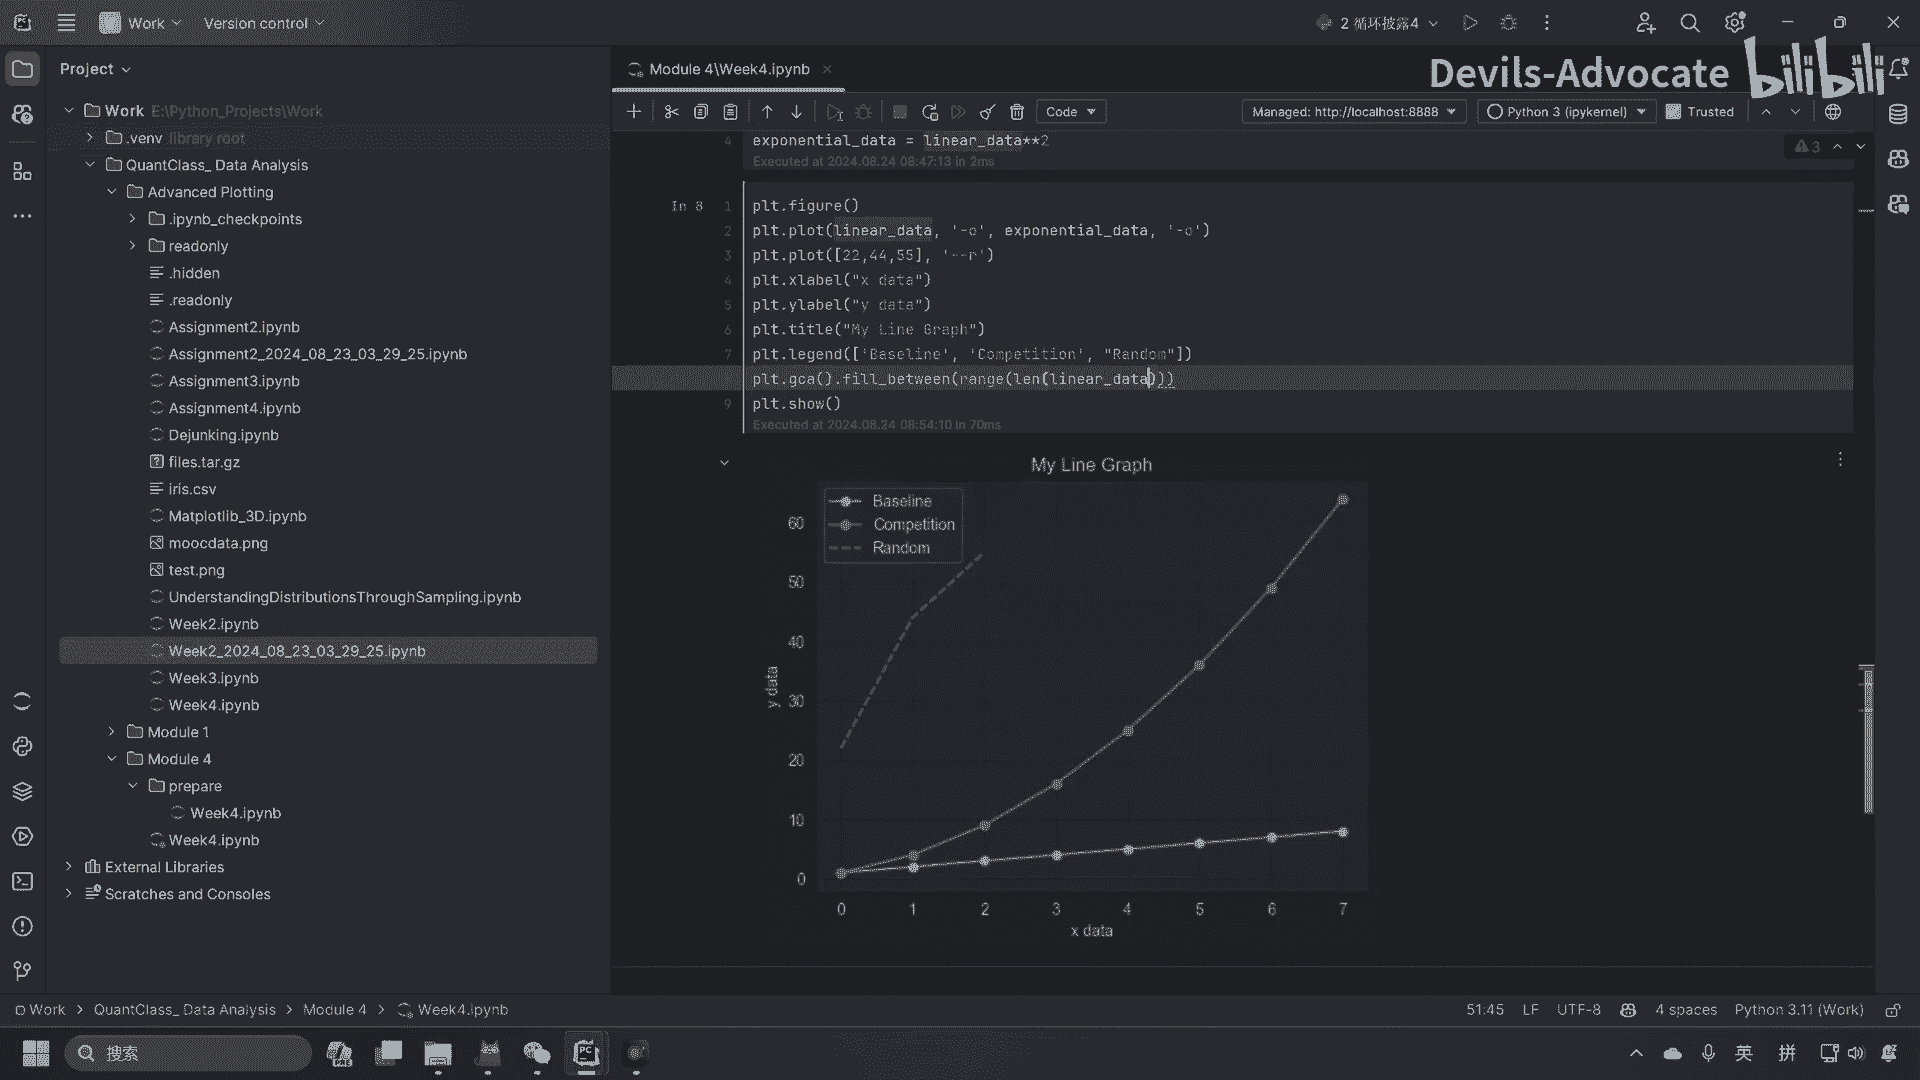 Work
Version control
2 循环披露4
Project
Module 4\Week4.ipynb
Devils-Advocate
bilibili
Work E:\Python_Projects\Work
.venv library root
QuantClass_ Data Analysis
Advanced Plotting
.ipynb_checkpoints
readonly
.hidden
.readonly
Assignment2.ipynb
Assignment2_2024_08_23_03_29_25.ipynb
Assignment3.ipynb
Assignment4.ipynb
Dejunking.ipynb
files.tar.gz
iris.csv
Matplotlib_3D.ipynb
moocdata.png
test.png
UnderstandingDistributionsThroughSampling.ipynb
Week2.ipynb
Week2_2024_08_23_03_29_25.ipynb
Week3.ipynb
Week4.ipynb
Module 1
Module 4
prepare
Week4.ipynb
Week4.ipynb
External Libraries
Scratches and Consoles
Code
Managed: http://localhost:8888
Python 3 (ipykernel)
Trusted
4 exponential_data = linear_data**2
Executed at 2024.08.24 08:47:13 in 2ms
3
In 8
1 plt.figure()
2 plt.plot(linear_data, '-o', exponential_data, '-o')
3 plt.plot([22,44,55], '--r')
4 plt.xlabel("x data")
5 plt.ylabel("y data")
6 plt.title("My Line Graph")
7 plt.legend(['Baseline', 'Competition', "Random"])
plt.gca().fill_between(range(len(linear_data)))
9 plt.show()
Executed at 2024.08.24 08:54:10 in 70ms
My Line Graph
Baseline
Competition
Random
60
50
40
30
20
10
0
y data
0 1 2 3 4 5 6 7
x data
Work > QuantClass_ Data Analysis > Module 4 > Week4.ipynb
51:45 LF UTF-8 4 spaces Python 3.11 (Work)
搜索
英
拼